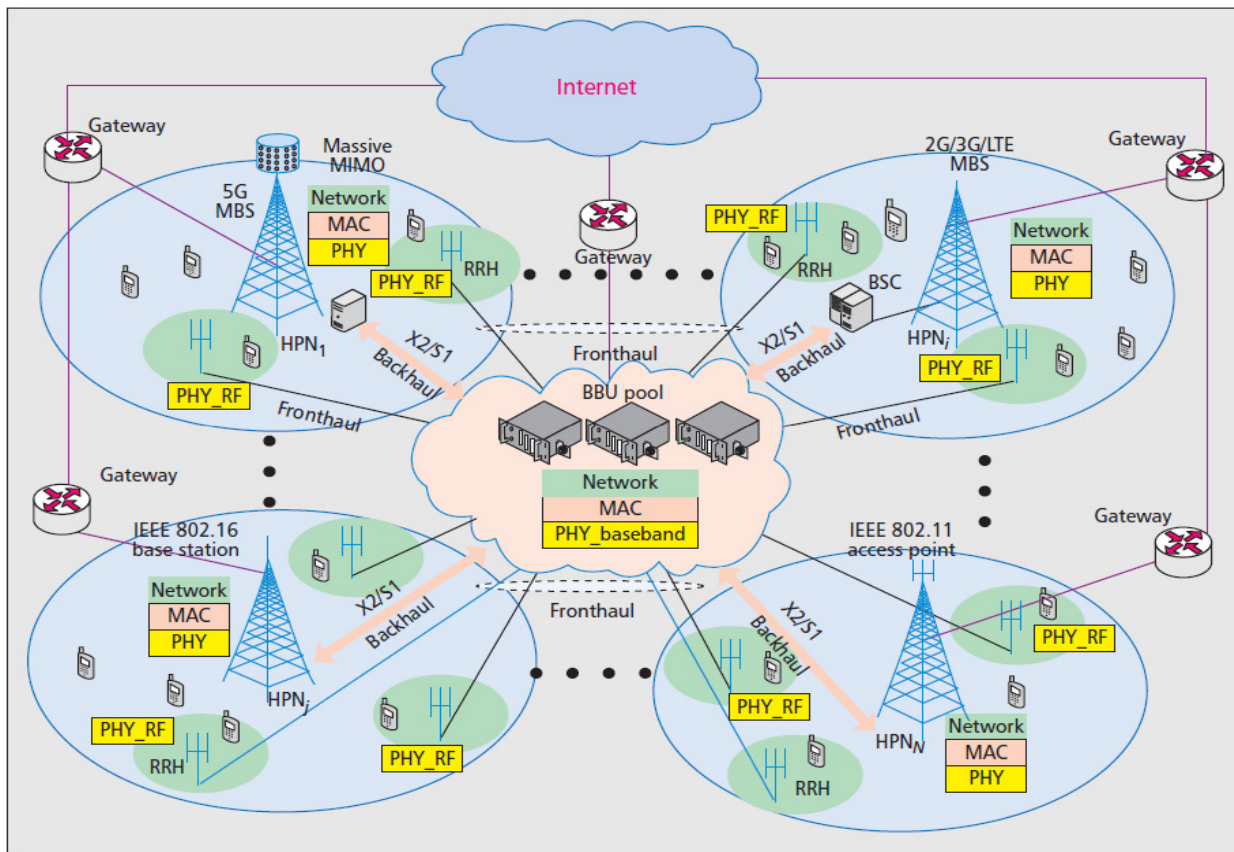 Internet
Gateway
Massive
MIMO
2G/3G/LTE
MBS
Gateway
5G
MBS
Network
MAC
PHY
PHY_RF
RRH
Gateway
PHY_RF
RRH
BSC
Network
MAC
PHY
HPN1
X2/S1
Backhaul
Fronthaul
X2/S1
Backhaul
HPNi
PHY_RF
PHY_RF
Fronthaul
BBU pool
Fronthaul
Gateway
Network
MAC
PHY_baseband
IEEE 802.16
base station
IEEE 802.11
access point
Gateway
Network
MAC
PHY
X2/S1
Backhaul
Fronthaul
X2/S1
Backhaul
PHY_RF
HPNj
PHY_RF
RRH
PHY_RF
PHY_RF
RRH
HPNN
Network
MAC
PHY